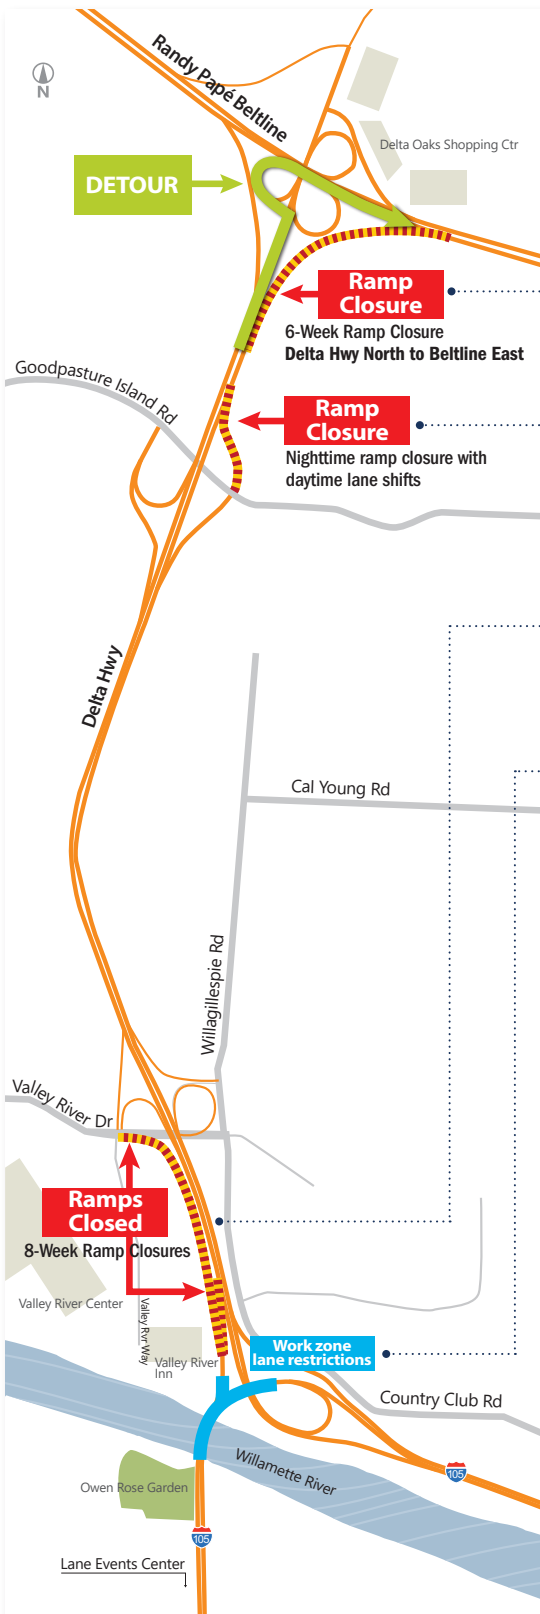 Randy Papé Beltline
N
Delta Oaks Shopping Ctr
DETOUR
Ramp
Closure
6-Week Ramp Closure
Delta Hwy North to Beltline East
Goodpasture Island Rd
Ramp
Closure
Nighttime ramp closure with
daytime lane shifts
Delta Hwy
Cal Young Rd
Willagillespie Rd
Valley River Dr
Ramps
Closed
8-Week Ramp Closures
Valley River Center
Valley Rvr Way
Valley River
Inn
Work zone
lane restrictions
Country Club Rd
Willamette River
105
Owen Rose Garden
105
Lane Events Center